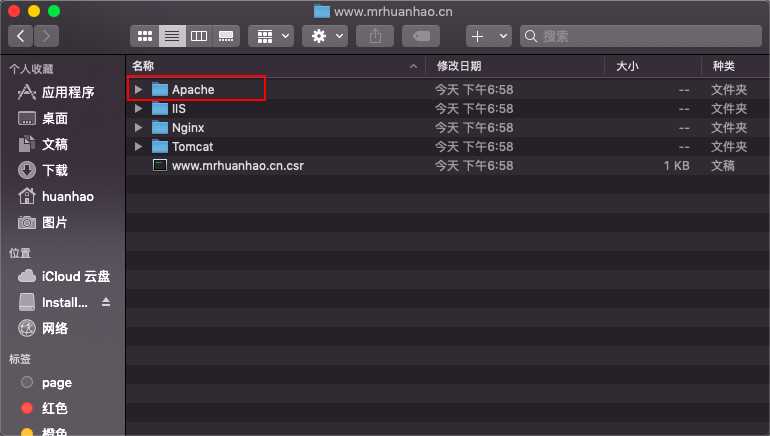 www.mrhuanhao.cn
搜索
个人收藏
应用程序
桌面
文稿
下载
huanhao
图片
位置
iCloud 云盘
Install...
网络
标签
page
红色
橙色
名称 修改日期 大小 种类
Apache 今天 下午6:58 -- 文件夹
IIS 今天 下午6:58 -- 文件夹
Nginx 今天 下午6:58 -- 文件夹
Tomcat 今天 下午6:58 -- 文件夹
www.mrhuanhao.cn.csr 今天 下午6:58 1 KB 文稿